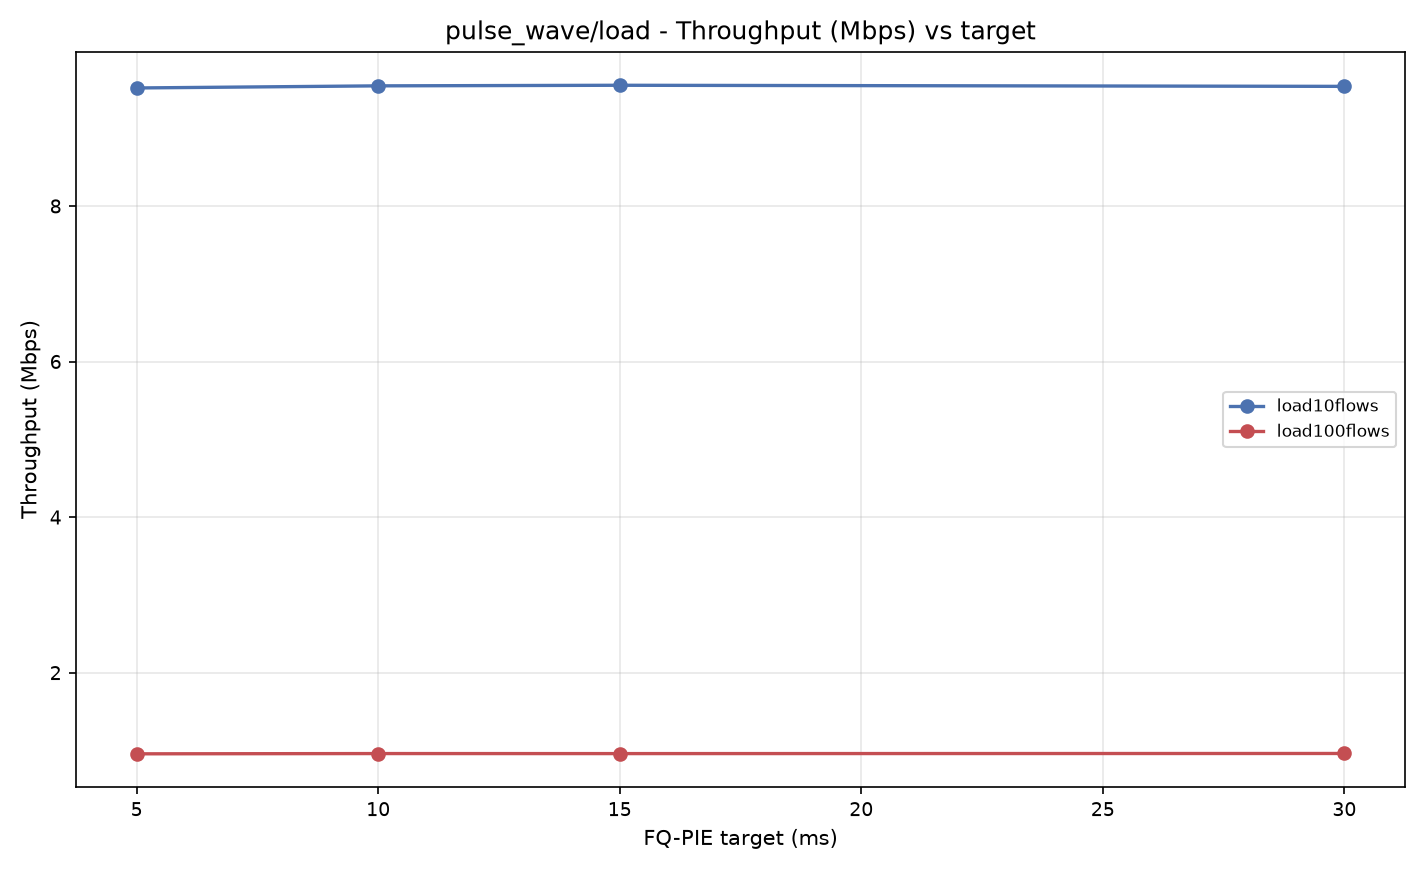 pulse_wave/load - Throughput (Mbps) vs target
Throughput (Mbps)
8
6
4
2
load10flows
load100flows
5 10 15 20 25 30
FQ-PIE target (ms)